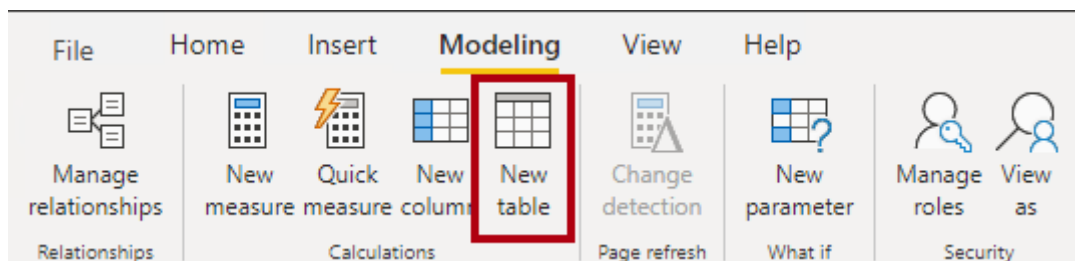 File Home Insert Modeling View Help
Manage relationships
New measure
Quick measure
New column
New table
Change detection
New parameter
Manage roles
View as
Relationships Calculations Page refresh What if Security